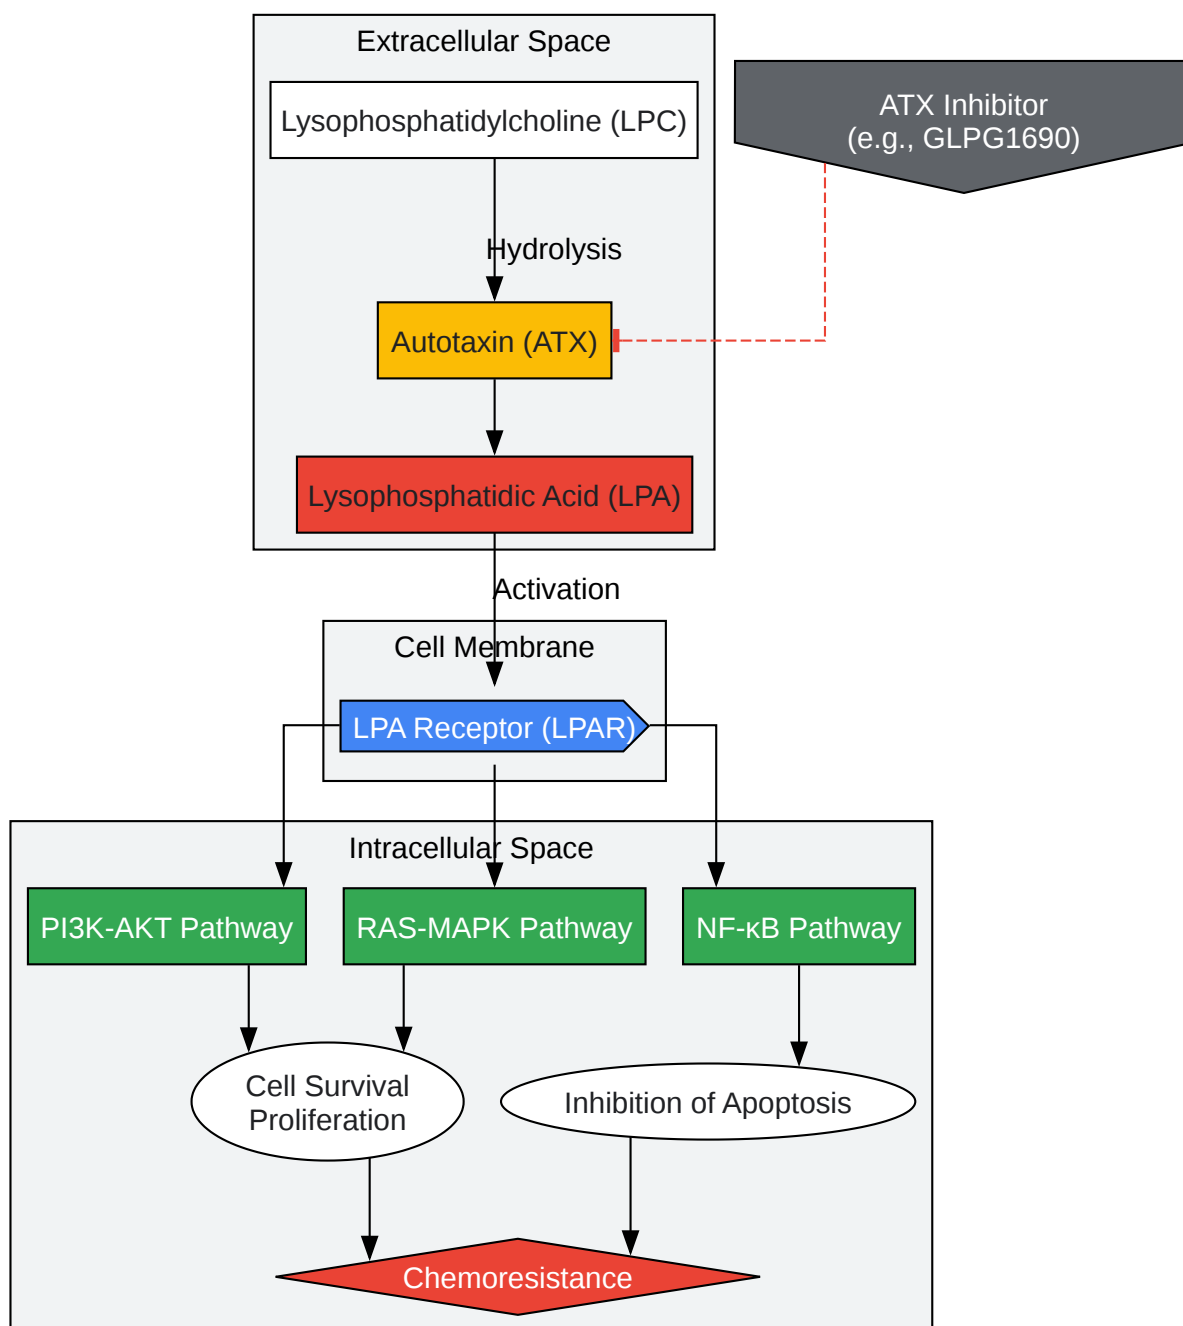 Extracellular Space
Lysophosphatidylcholine (LPC)
ATX Inhibitor
(e.g., GLPG1690)
Hydrolysis
Autotaxin (ATX)
Lysophosphatidic Acid (LPA)
Activation
Cell Membrane
LPA Receptor (LPAR)
Intracellular Space
PI3K-AKT Pathway
RAS-MAPK Pathway
NF-κB Pathway
Cell Survival
Proliferation
Inhibition of Apoptosis
Chemoresistance